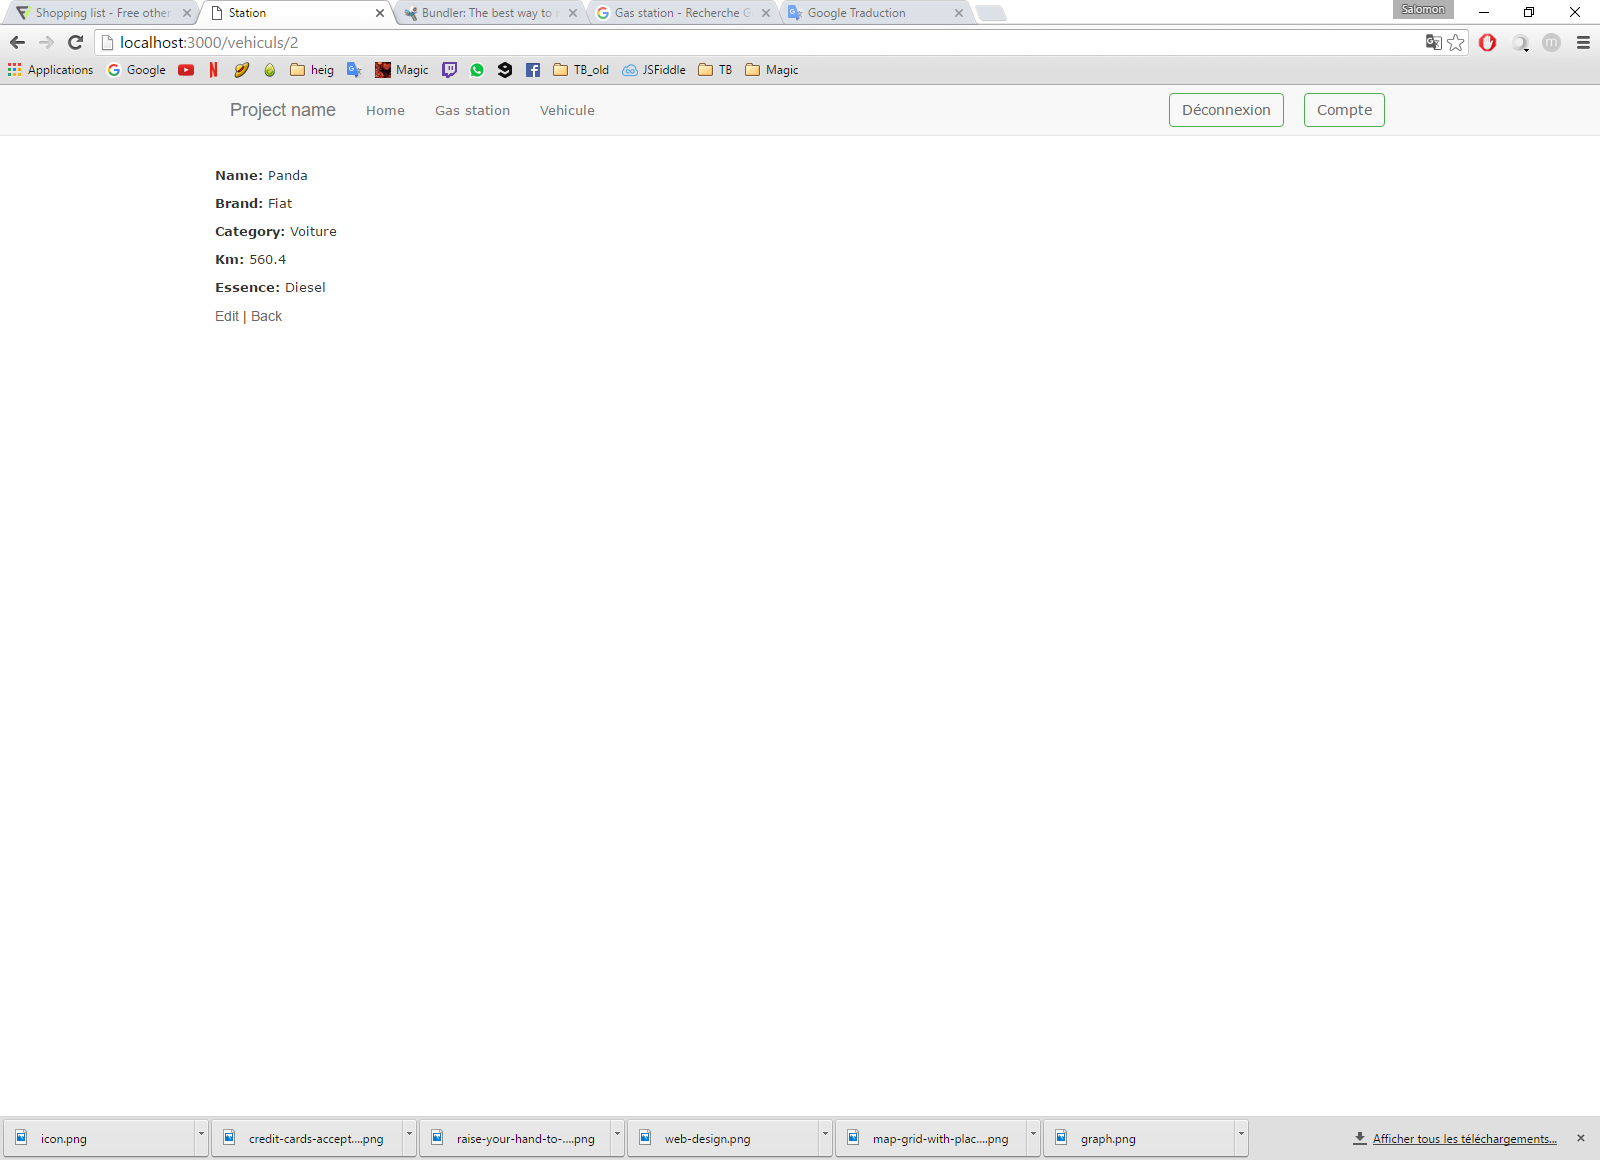 Shopping list - Free other
Station
Bundler: The best way to
Gas station - Recherche G
Google Traduction
Salomon
localhost:3000/vehiculs/2
Applications
Google
heig
Magic
TB_old
JSFiddle
TB
Magic
Project name
Home
Gas station
Vehicule
Déconnexion
Compte
Name: Panda
Brand: Fiat
Category: Voiture
Km: 560.4
Essence: Diesel
Edit | Back
icon.png
credit-cards-accept....png
raise-your-hand-to-....png
web-design.png
map-grid-with-plac....png
graph.png
Afficher tous les téléchargements...